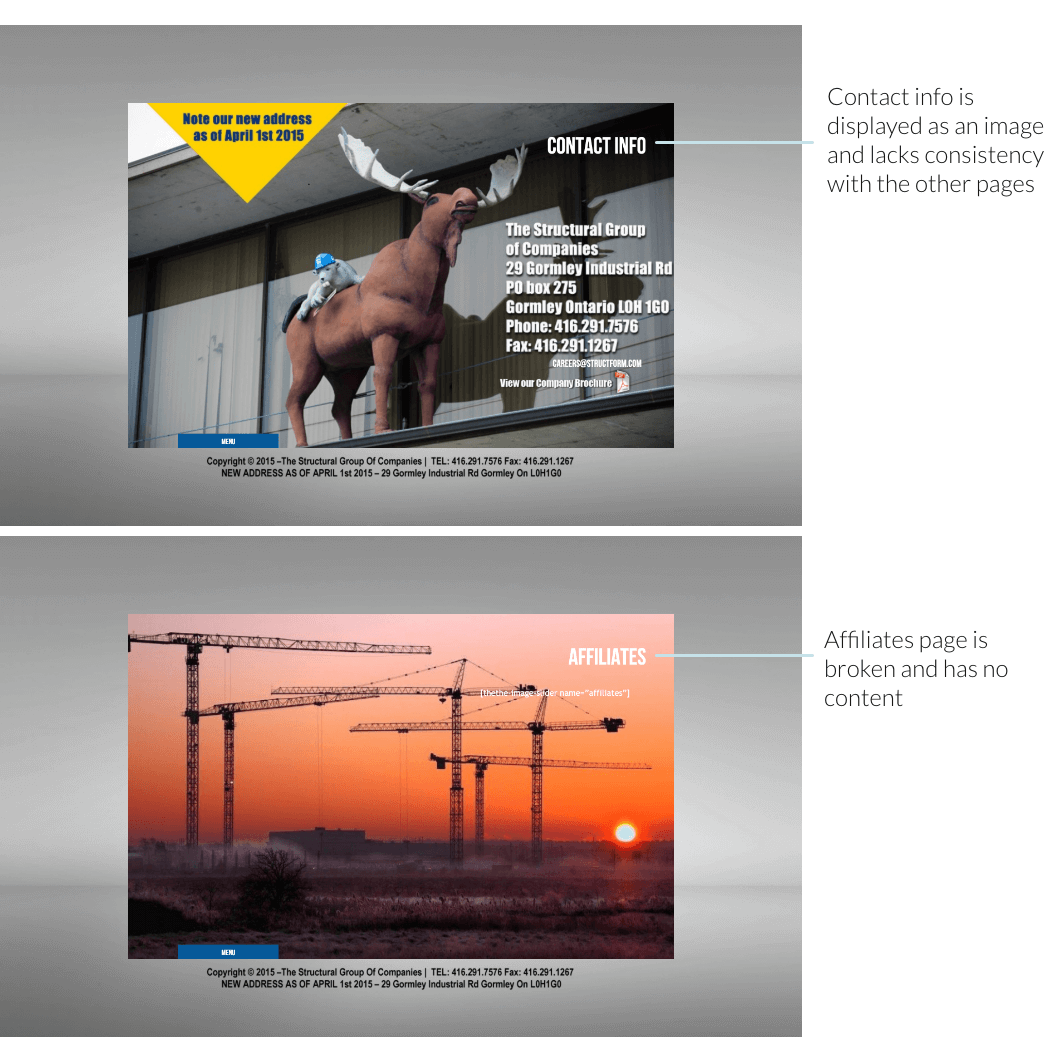 Note our new address
as of April 1st 2015
CONTACT INFO
The Structural Group
of Companies
29 Gormley Industrial Rd
PO box 275
Gormley Ontario L0H 1G0
Phone: 416.291.7576
Fax: 416.291.1267
CAREERS@STRUCTFORM.COM
View our Company Brochure
MENU
Copyright © 2015 –The Structural Group Of Companies | TEL: 416.291.7576 Fax: 416.291.1267
NEW ADDRESS AS OF APRIL 1st 2015 – 29 Gormley Industrial Rd Gormley On L0H1G0
Contact info is
displayed as an image
and lacks consistency
with the other pages
AFFILIATES
[thethe-image-slider name="affiliates"]
MENU
Copyright © 2015 –The Structural Group Of Companies | TEL: 416.291.7576 Fax: 416.291.1267
NEW ADDRESS AS OF APRIL 1st 2015 – 29 Gormley Industrial Rd Gormley On L0H1G0
Affiliates page is
broken and has no
content